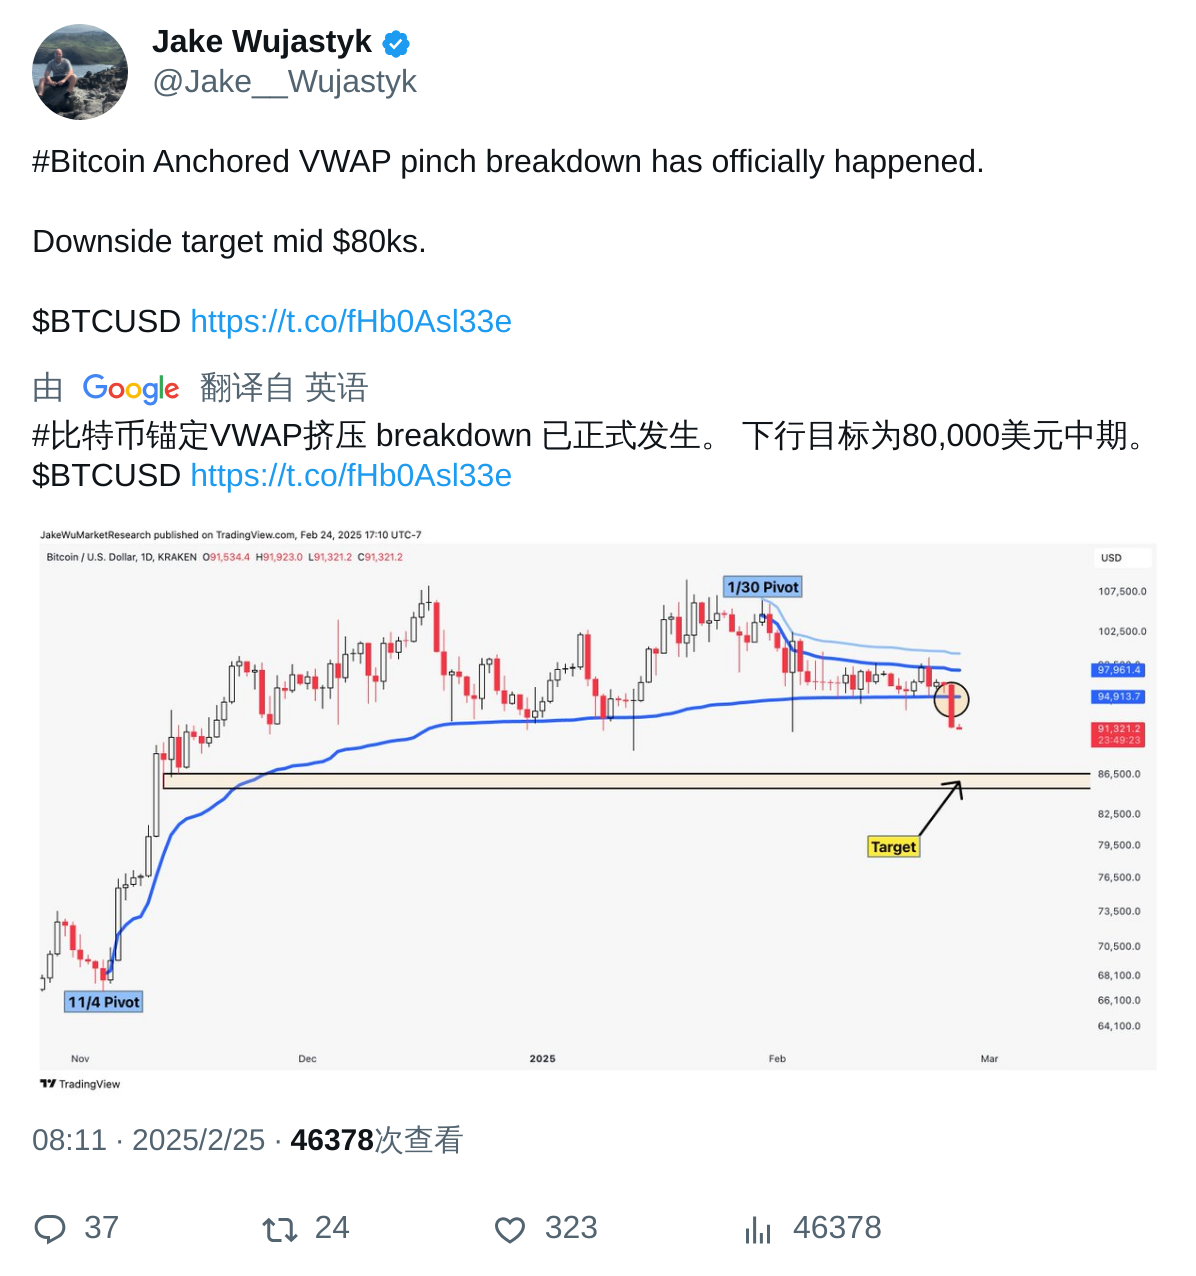 Jake Wujastyk
@Jake__Wujastyk
#Bitcoin Anchored VWAP pinch breakdown has officially happened.
Downside target mid $80ks.
$BTCUSD https://t.co/fHb0Asl33e
由 Google 翻译自 英语
#比特币锚定VWAP挤压 breakdown 已正式发生。 下行目标为80,000美元中期。
$BTCUSD https://t.co/fHb0Asl33e
JakeWuMarketResearch published on TradingView.com, Feb 24, 2025 17:10 UTC-7
Bitcoin / U.S. Dollar, 1D, KRAKEN O91,534.4 H91,923.0 L91,321.2 C91,321.2
USD
1/30 Pivot
107,500.0
102,500.0
97,961.4
94,913.7
91,321.2
23:49:23
86,500.0
82,500.0
Target
79,500.0
76,500.0
73,500.0
70,500.0
68,100.0
11/4 Pivot
66,100.0
64,100.0
Nov Dec 2025 Feb Mar
TradingView
08:11 · 2025/2/25 · 46378次查看
37 24 323 46378